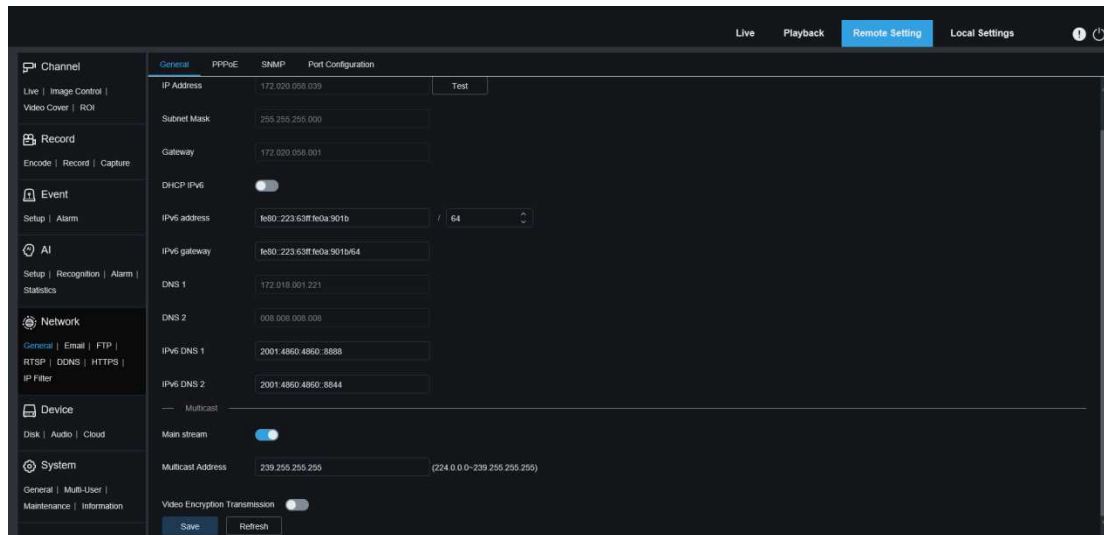 Live Playback Remote Setting Local Settings
Channel
Live | Image Control |
Video Cover | ROI
Record
Encode | Record | Capture
Event
Setup | Alarm
AI
Setup | Recognition | Alarm |
Statistics
Network
General | Email | FTP |
RTSP | DDNS | HTTPS |
IP Filter
Device
Disk | Audio | Cloud
System
General | Multi-User |
Maintenance | Information
General PPPoE SNMP Port Configuration
IP Address 172.020.058.039 Test
Subnet Mask 255.255.255.000
Gateway 172.020.058.001
DHCP IPv6
IPv6 address fe80::223:63ff:fe0a:901b / 64
IPv6 gateway fe80::223:63ff:fe0a:901b/64
DNS 1 172.018.001.221
DNS 2 008.008.008.008
IPv6 DNS 1 2001:4860:4860::8888
IPv6 DNS 2 2001:4860:4860::8844
Multicast
Main stream
Multicast Address 239.255.255.255 (224.0.0.0~239.255.255.255)
Video Encryption Transmission
Save Refresh